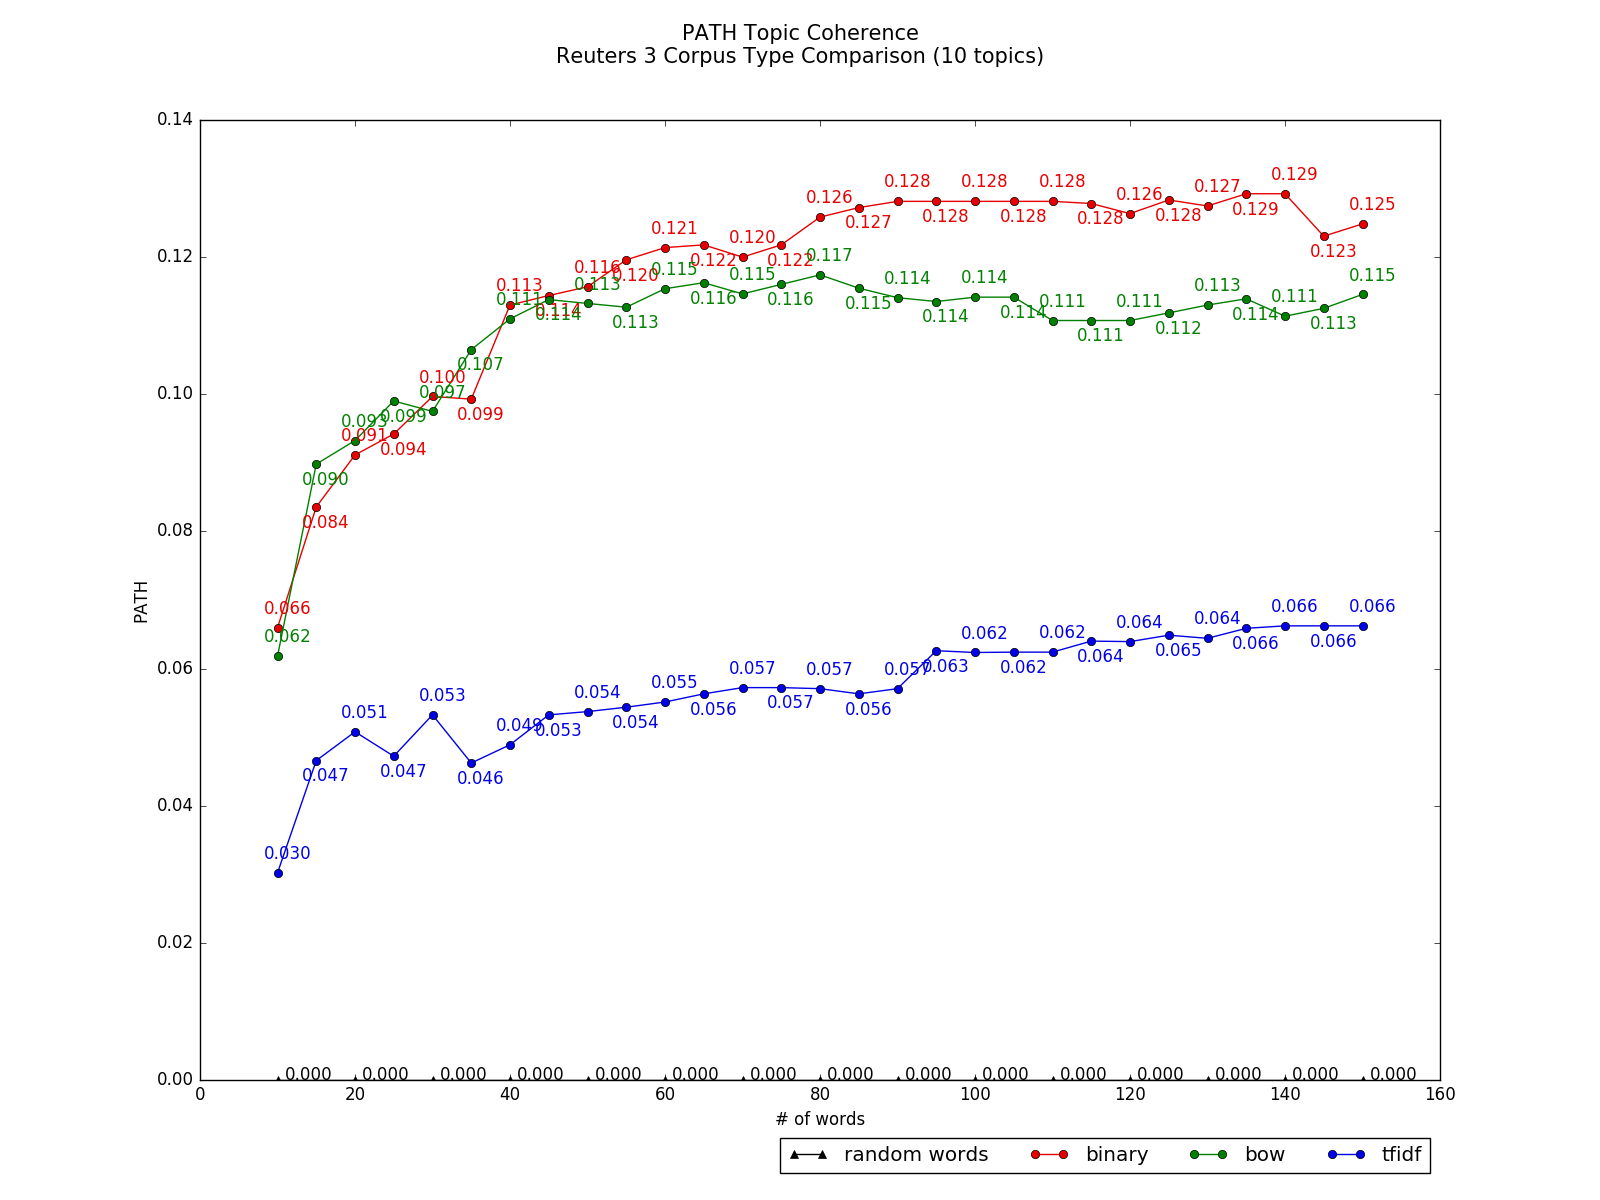 PATH Topic Coherence
Reuters 3 Corpus Type Comparison (10 topics)
0.14
0.12
0.10
0.08
0.06
0.04
0.02
0.00
PATH
0.066 0.084 0.091 0.094 0.100 0.099 0.113 0.114 0.116 0.120 0.121 0.122 0.120 0.122 0.126 0.127 0.128 0.128 0.128 0.128 0.128 0.128 0.126 0.128 0.127 0.129 0.129 0.123 0.125
0.062 0.090 0.093 0.099 0.097 0.107 0.111 0.114 0.113 0.113 0.115 0.116 0.115 0.116 0.117 0.115 0.114 0.114 0.114 0.114 0.111 0.111 0.111 0.112 0.113 0.114 0.111 0.113 0.115
0.030 0.047 0.051 0.047 0.053 0.046 0.049 0.053 0.054 0.054 0.055 0.056 0.057 0.057 0.057 0.056 0.057 0.063 0.062 0.062 0.062 0.064 0.064 0.065 0.064 0.066 0.066 0.066 0.066
0.000 0.000 0.000 0.000 0.000 0.000 0.000 0.000 0.000 0.000 0.000 0.000 0.000 0.000 0.000
0 20 40 60 80 100 120 140 160
# of words
random words binary bow tfidf